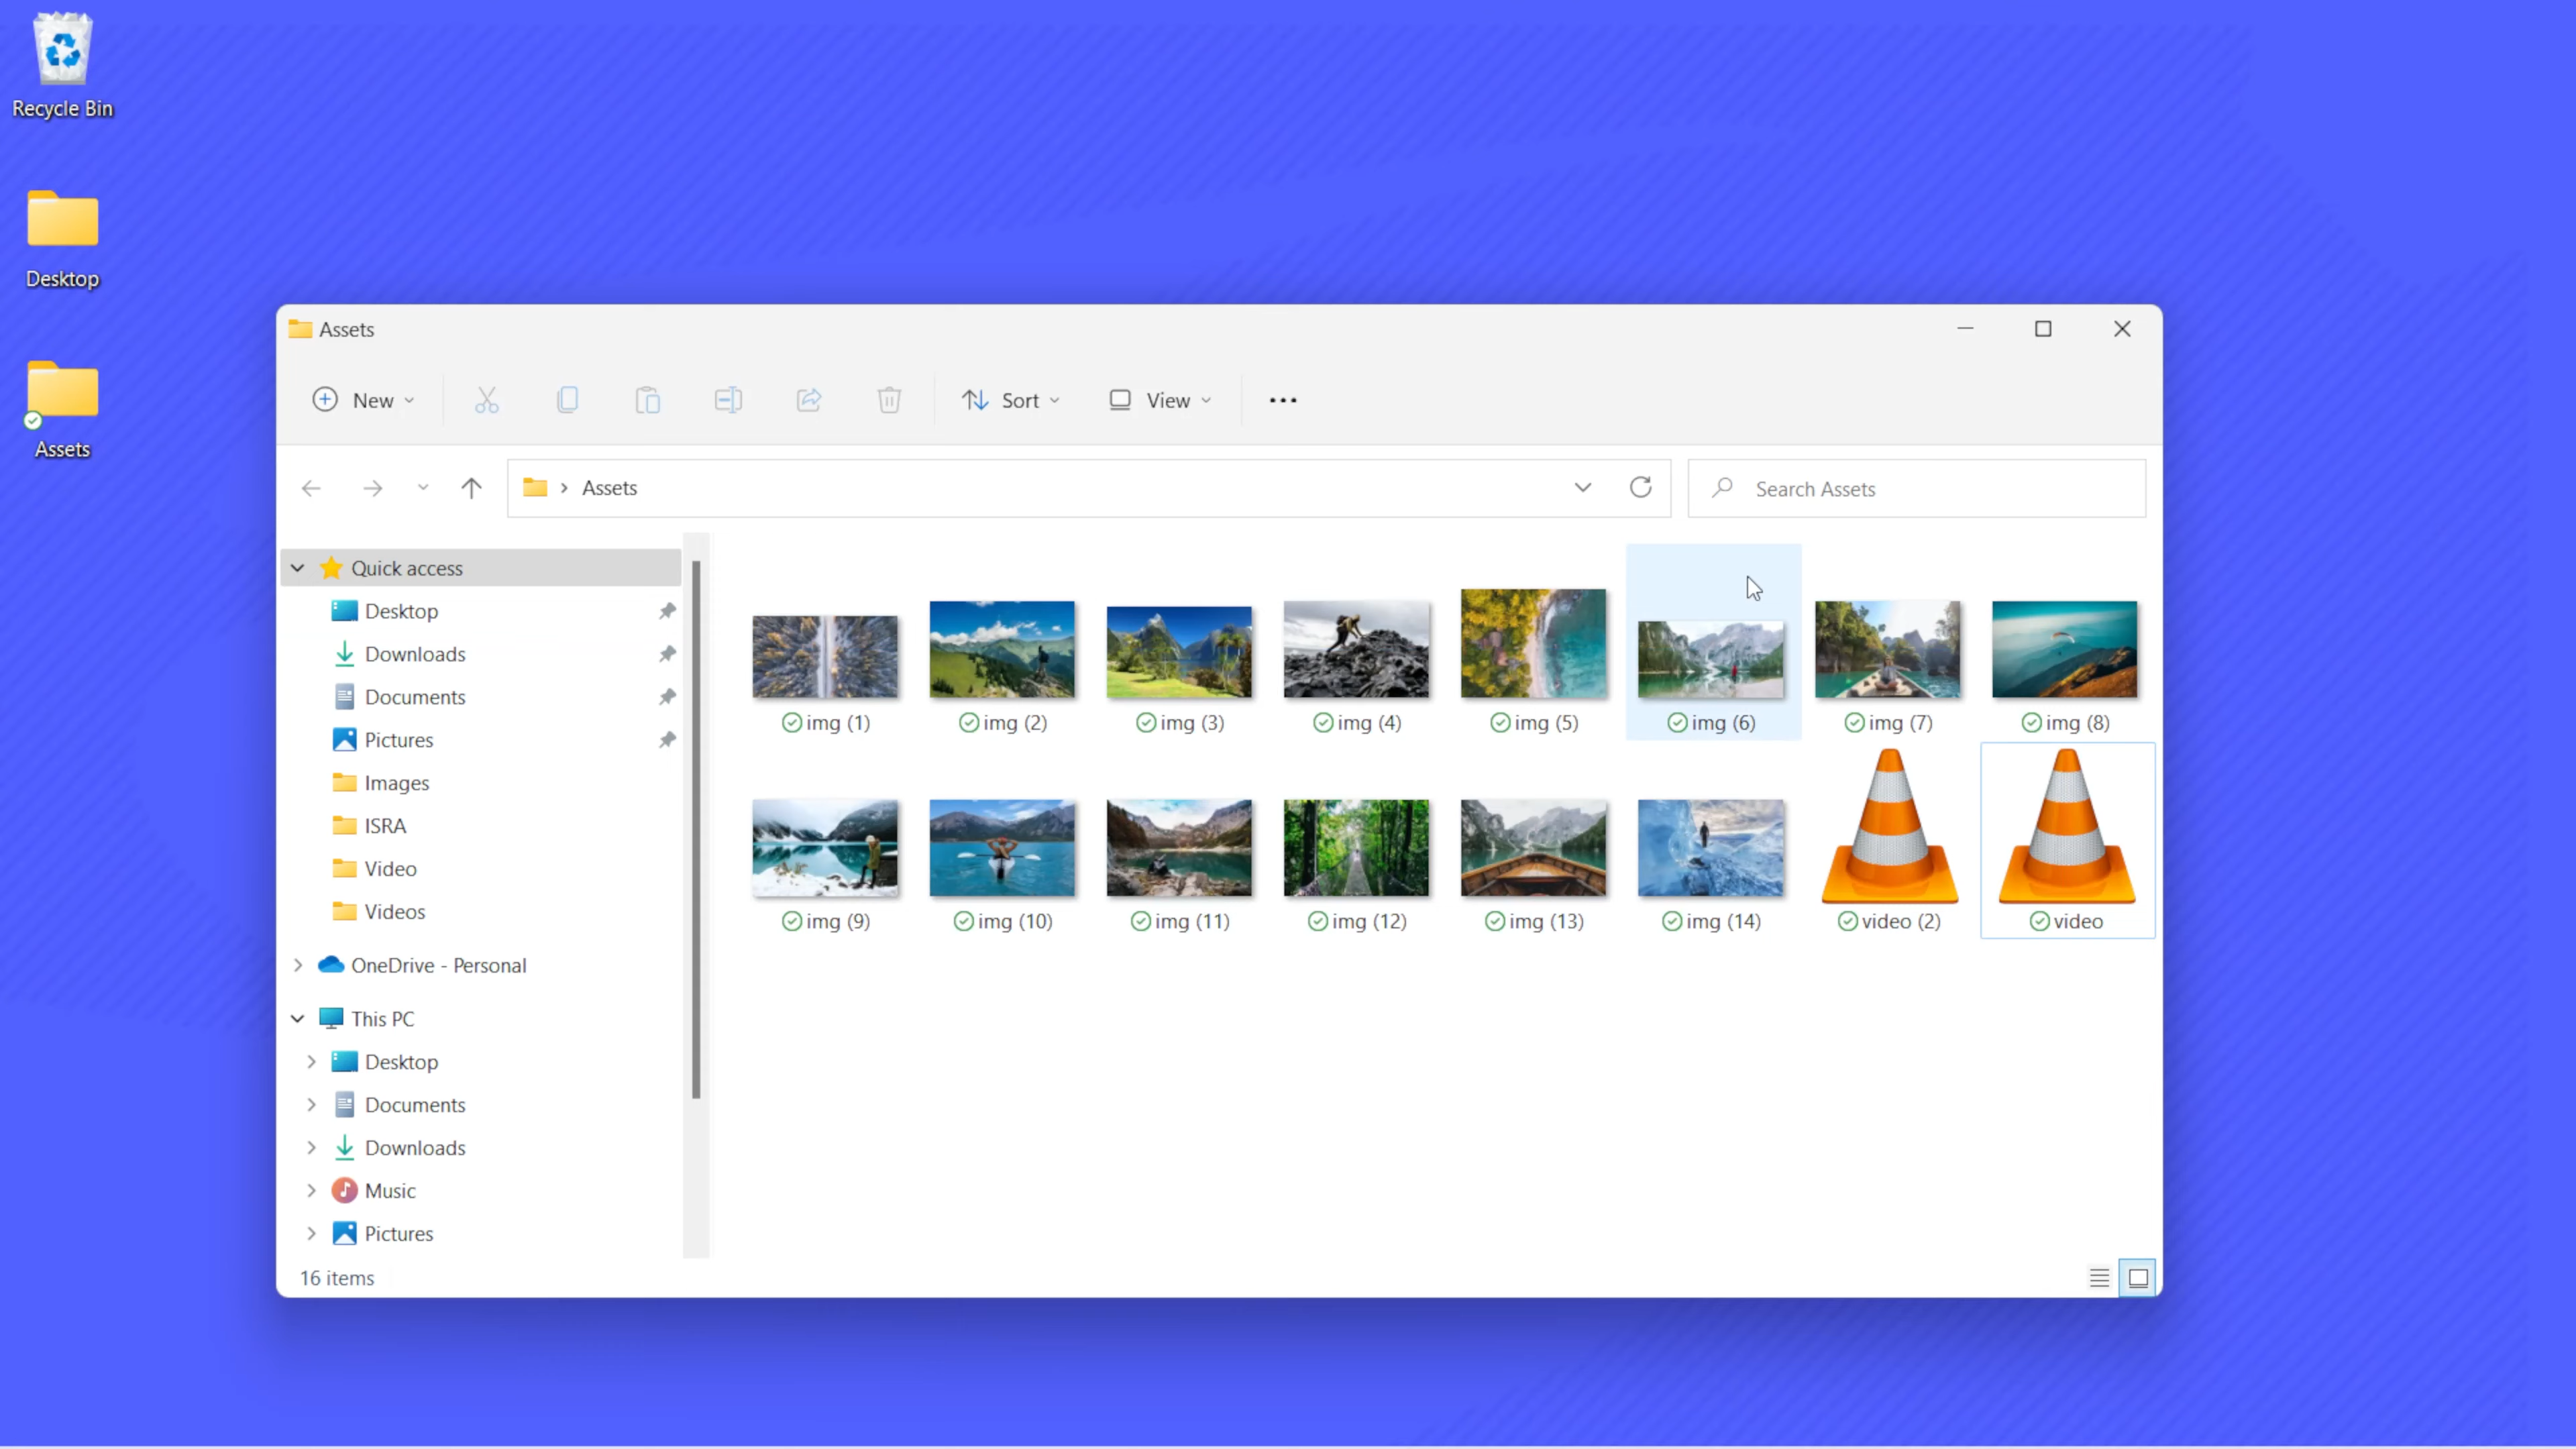 Recycle Bin
Desktop
Assets
Assets
New
Sort
View
Assets
Search Assets
Quick access
Desktop
Downloads
Documents
Pictures
Images
ISRA
Video
Videos
OneDrive - Personal
This PC
Desktop
Documents
Downloads
Music
Pictures
img (1)
img (2)
img (3)
img (4)
img (5)
img (6)
img (7)
img (8)
img (9)
img (10)
img (11)
img (12)
img (13)
img (14)
video (2)
video
16 items